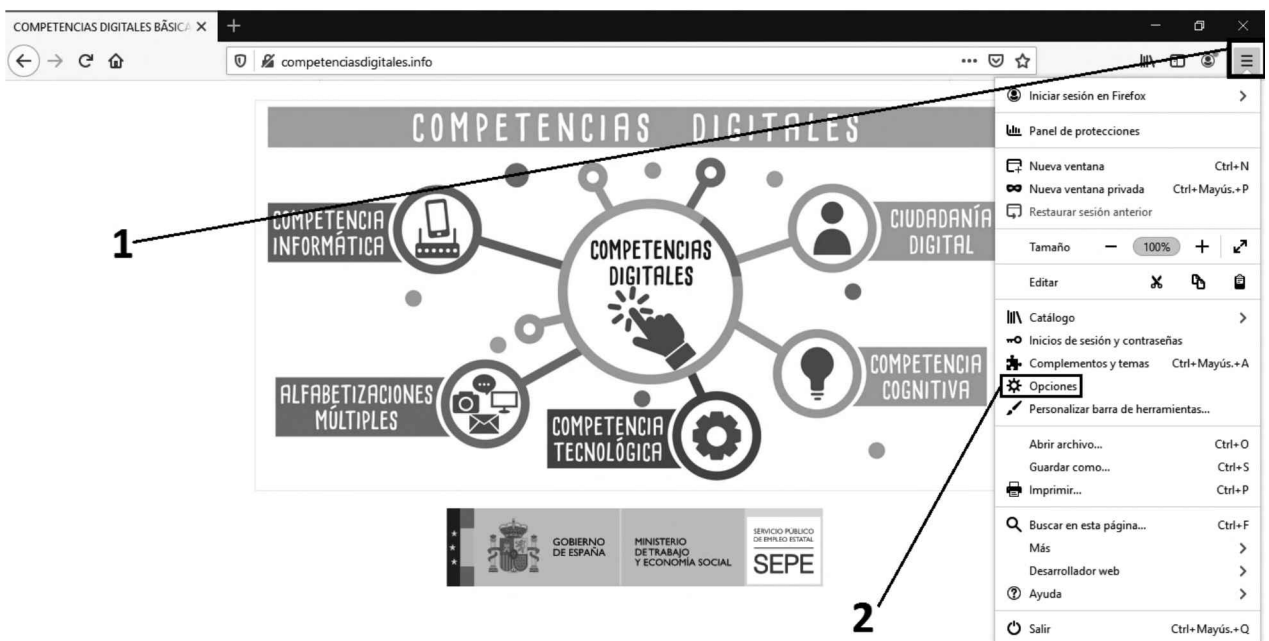 COMPETENCIAS DIGITALES BÃSICA
competenciasdigitales.info
COMPETENCIAS DIGITALES
COMPETENCIA
INFORMÁTICA
COMPETENCIAS
DIGITALES
CIUDADANÍA
DIGITAL
ALFABETIZACIONES
MÚLTIPLES
COMPETENCIA
TECNOLÓGICA
COMPETENCIA
COGNITIVA
GOBIERNO
DE ESPAÑA
MINISTERIO
DE TRABAJO
Y ECONOMÍA SOCIAL
SERVICIO PÚBLICO
DE EMPLEO ESTATAL
SEPE
1
2
Iniciar sesión en Firefox
Panel de protecciones
Nueva ventana Ctrl+N
Nueva ventana privada Ctrl+Mayús.+P
Restaurar sesión anterior
Tamaño 100%
Editar
Catálogo
Inicios de sesión y contraseñas
Complementos y temas Ctrl+Mayús.+A
Opciones
Personalizar barra de herramientas...
Abrir archivo... Ctrl+O
Guardar como... Ctrl+S
Imprimir... Ctrl+P
Buscar en esta página... Ctrl+F
Más
Desarrollador web
Ayuda
Salir Ctrl+Mayús.+Q